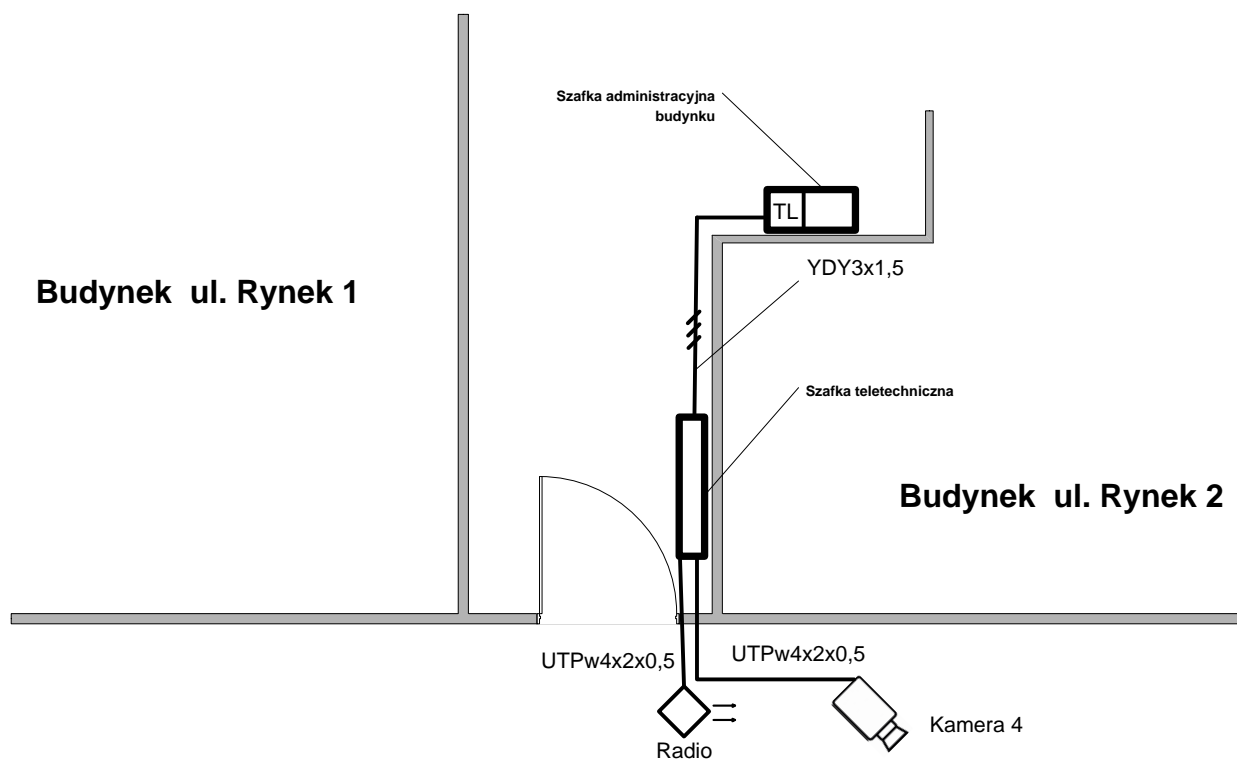 Szafka administracyjna
budynku
TL
YDY3x1,5
Budynek ul. Rynek 1
Szafka teletechniczna
Budynek ul. Rynek 2
UTPw4x2x0,5
UTPw4x2x0,5
Kamera 4
Radio